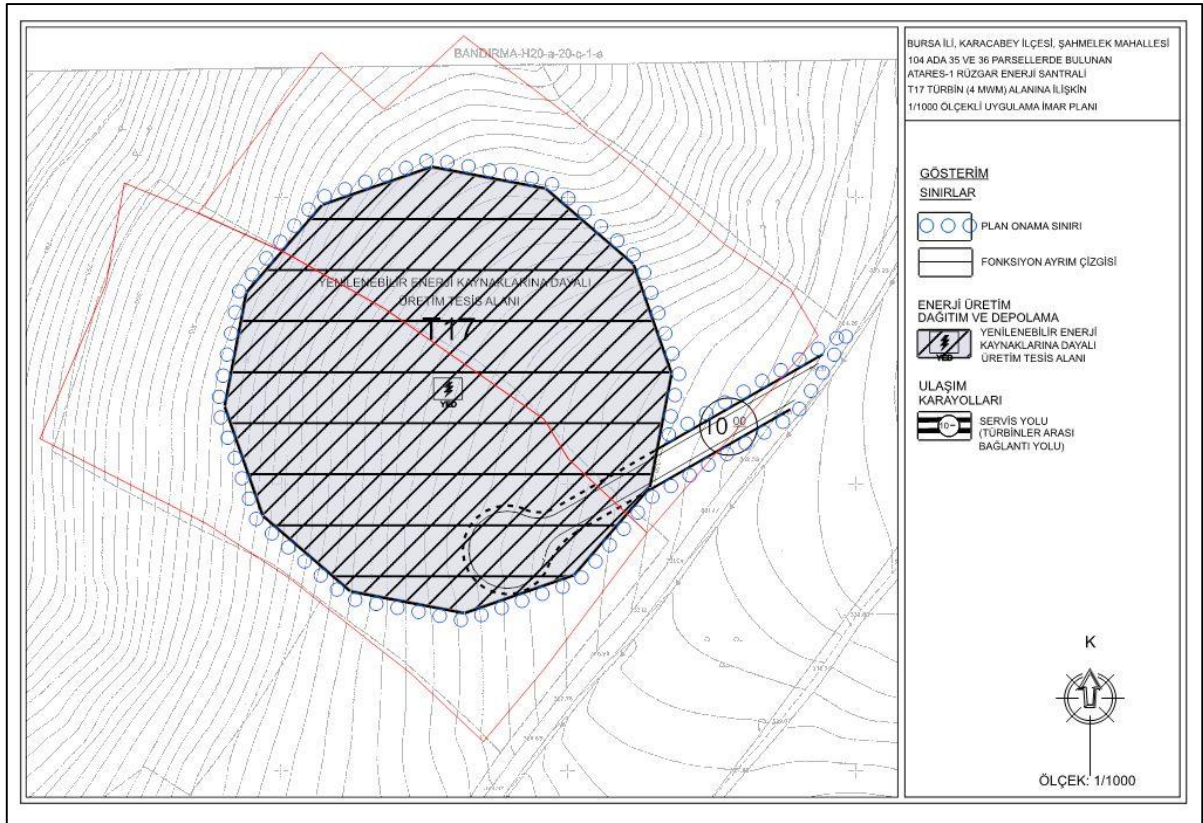 BANDIRMA-H20-a-20-c-1-a
YENİLENEBİLİR ENERJİ KAYNAKLARINA DAYALI
ÜRETİM TESİS ALANI
T17
YED
10 00
BURSA İLİ, KARACABEY İLÇESİ, ŞAHMELEK MAHALLESİ
104 ADA 35 VE 36 PARSELLERDE BULUNAN
ATARES-1 RÜZGAR ENERJİ SANTRALİ
T17 TÜRBİN (4 MWM) ALANINA İLİŞKİN
1/1000 ÖLÇEKLİ UYGULAMA İMAR PLANI
GÖSTERİM
SINIRLAR
PLAN ONAMA SINIRI
FONKSİYON AYRIM ÇİZGİSİ
ENERJİ ÜRETİM
DAĞITIM VE DEPOLAMA
YED
YENİLENEBİLİR ENERJİ
KAYNAKLARINA DAYALI
ÜRETİM TESİS ALANI
ULAŞIM
KARAYOLLARI
10
SERVİS YOLU
(TÜRBİNLER ARASI
BAĞLANTI YOLU)
K
ÖLÇEK: 1/1000